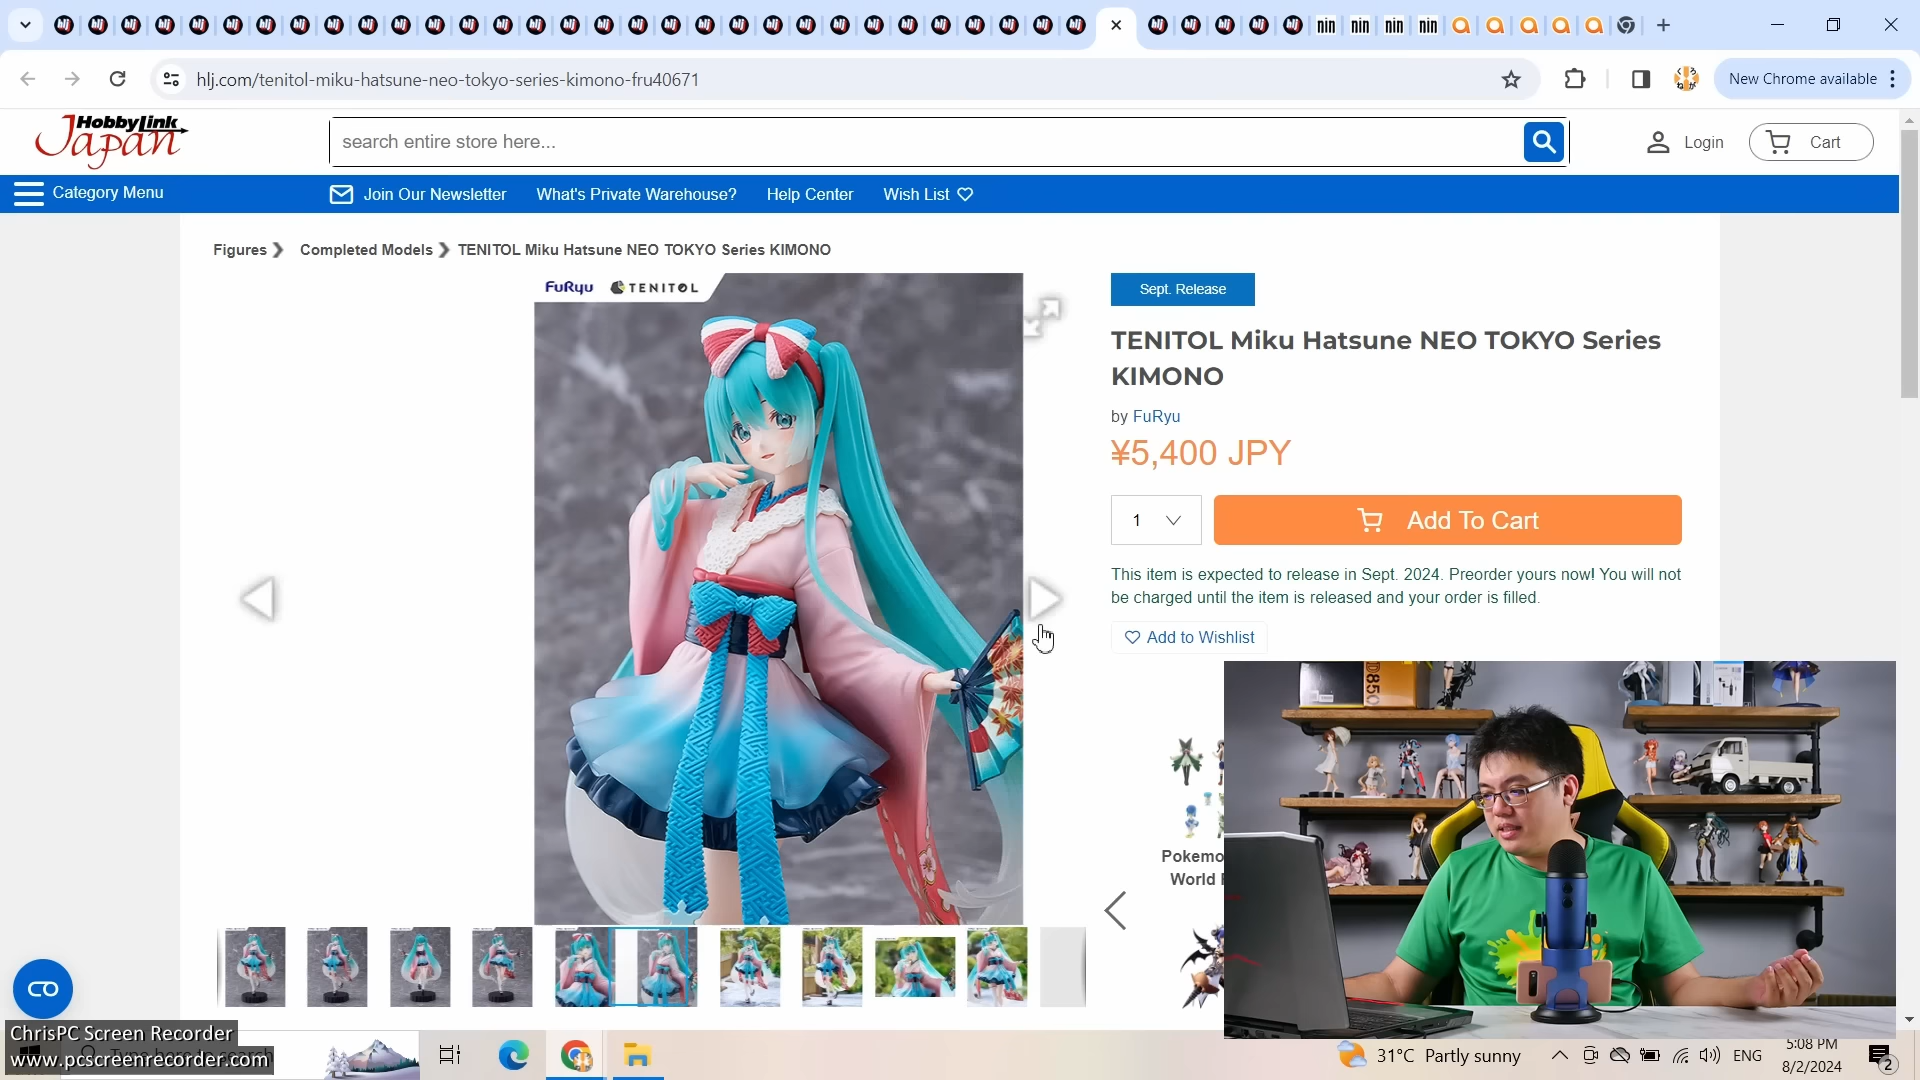 hlj.com/tenitol-miku-hatsune-neo-tokyo-series-kimono-fru40671
New Chrome available
Hobbylink
Japan
search entire store here...
Login
Cart
Category Menu
Join Our Newsletter
What's Private Warehouse?
Help Center
Wish List
Figures
Completed Models
TENITOL Miku Hatsune NEO TOKYO Series KIMONO
FuRyu
TENITOL
Sept. Release
TENITOL Miku Hatsune NEO TOKYO Series
KIMONO
by FuRyu
¥5,400 JPY
1
Add To Cart
This item is expected to release in Sept. 2024. Preorder yours now! You will not
be charged until the item is released and your order is filled.
Add to Wishlist
Pokemo
World
ChrisPC Screen Recorder
www.pcscreenrecorder.com
31°C Partly sunny
ENG
5:08 PM
8/2/2024
2